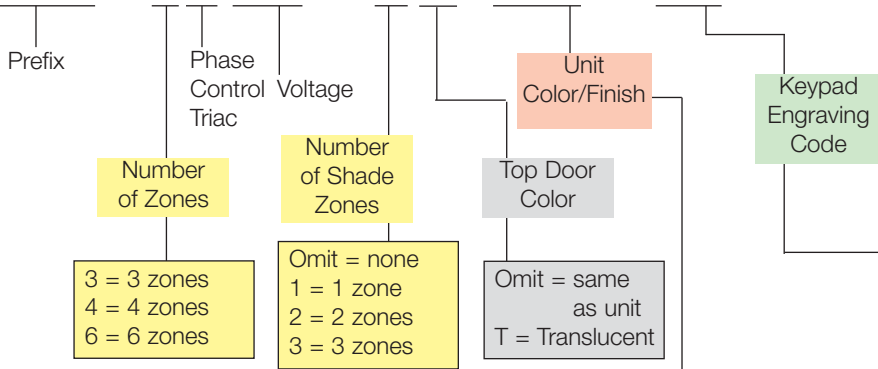 Prefix
Phase
Control
Triac
Voltage
Unit
Color/Finish
Keypad
Engraving
Code
Number
of Zones
Number
of Shade
Zones
Top Door
Color
3 = 3 zones
4 = 4 zones
6 = 6 zones
Omit = none
1 = 1 zone
2 = 2 zones
3 = 3 zones
Omit = same
as unit
T = Translucent